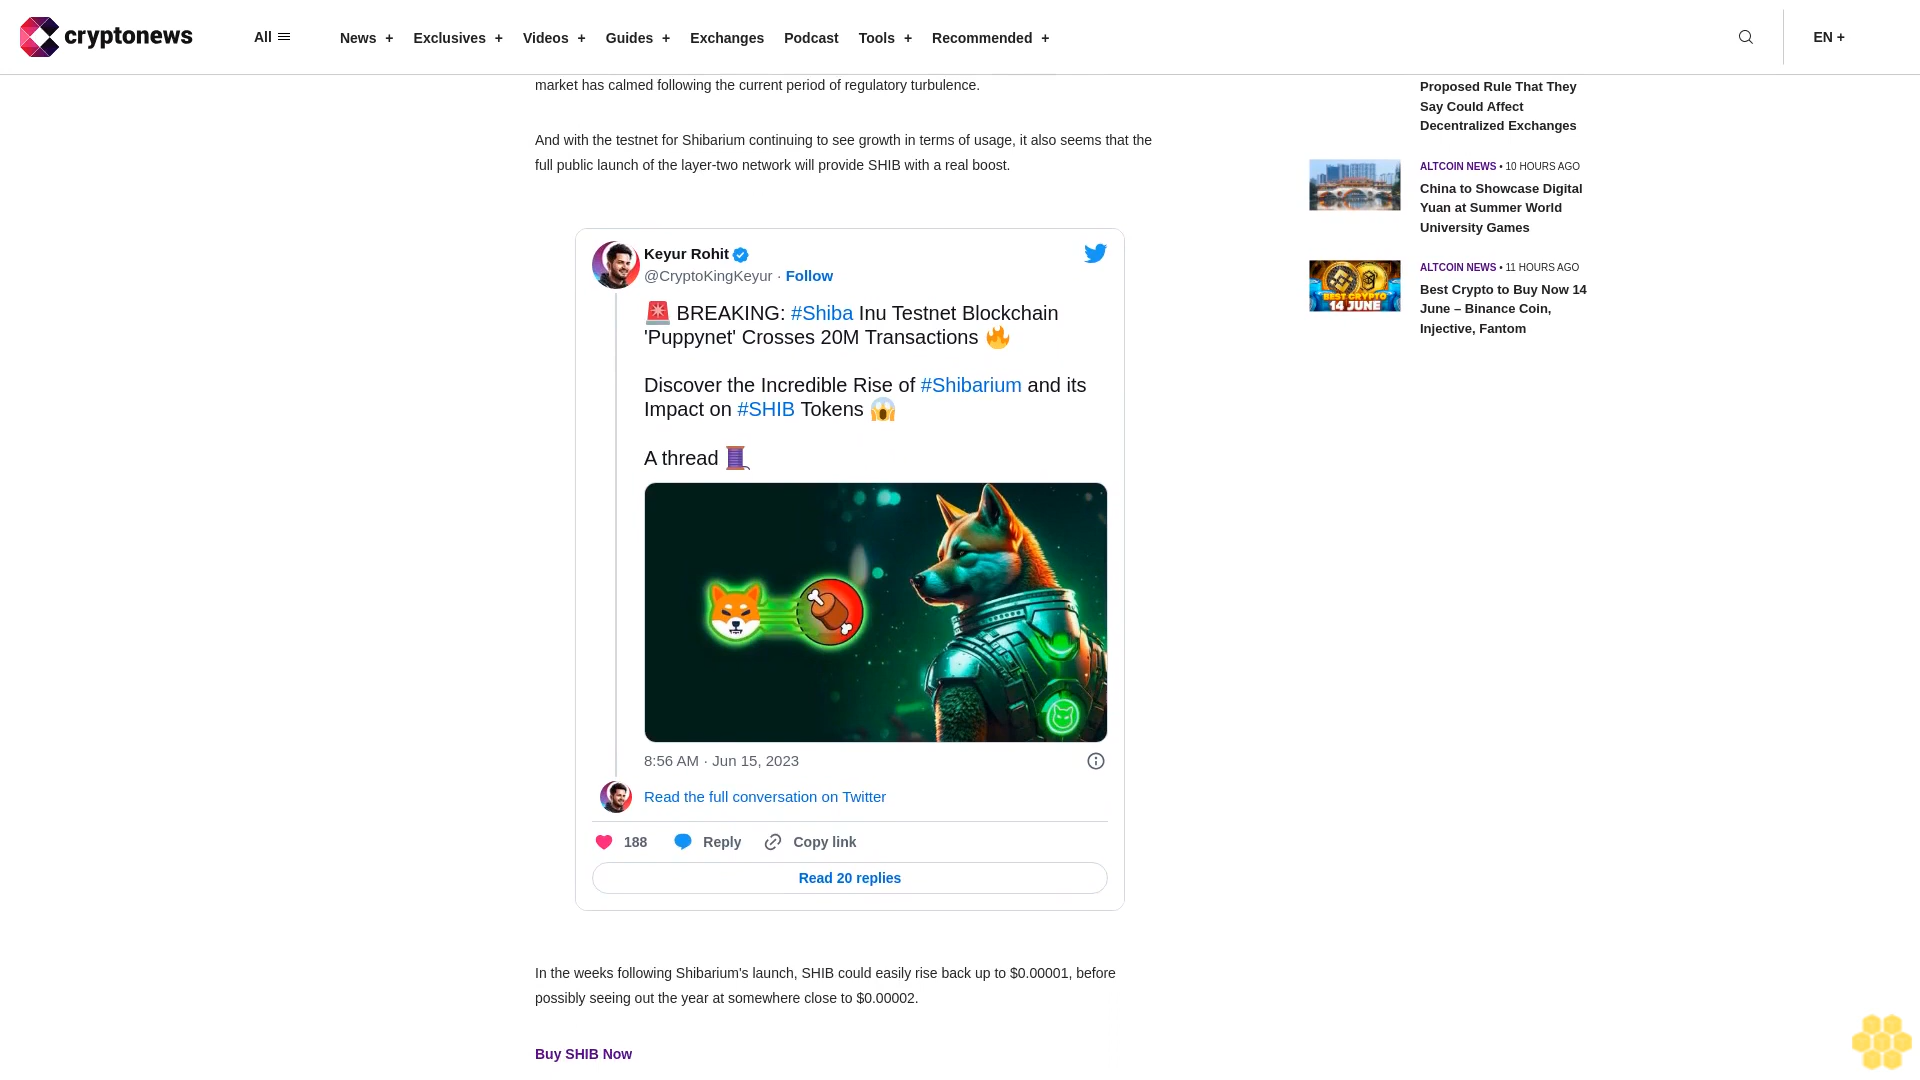 cryptonews
All
News +
Exclusives +
Videos +
Guides +
Exchanges
Podcast
Tools +
Recommended +
EN +
market has calmed following the current period of regulatory turbulence.
And with the testnet for Shibarium continuing to see growth in terms of usage, it also seems that the
full public launch of the layer-two network will provide SHIB with a real boost.
Keyur Rohit
@CryptoKingKeyur · Follow
🚨 BREAKING: #Shiba Inu Testnet Blockchain
'Puppynet' Crosses 20M Transactions 🔥
Discover the Incredible Rise of #Shibarium and its
Impact on #SHIB Tokens 😱
A thread 🧵
8:56 AM · Jun 15, 2023
Read the full conversation on Twitter
188
Reply
Copy link
Read 20 replies
In the weeks following Shibarium's launch, SHIB could easily rise back up to $0.00001, before
possibly seeing out the year at somewhere close to $0.00002.
Buy SHIB Now
Proposed Rule That They
Say Could Affect
Decentralized Exchanges
ALTCOIN NEWS • 10 HOURS AGO
China to Showcase Digital
Yuan at Summer World
University Games
BEST CRYPTO
14 JUNE
ALTCOIN NEWS • 11 HOURS AGO
Best Crypto to Buy Now 14
June – Binance Coin,
Injective, Fantom